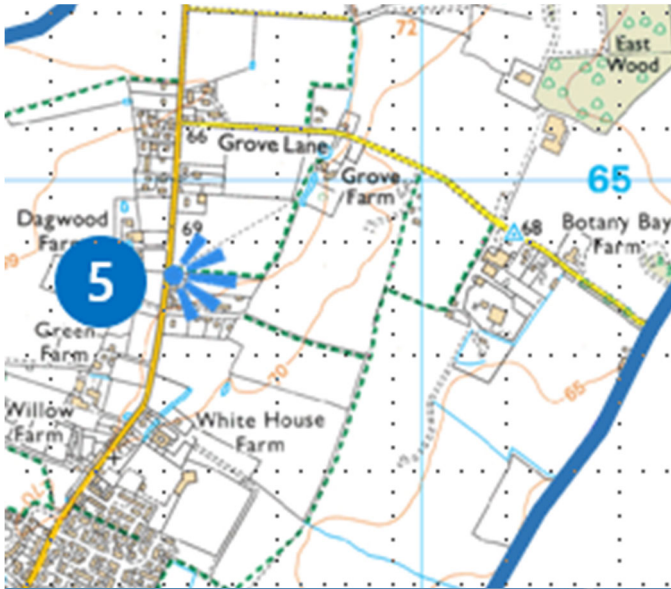 72
East
Wood
66
Grove Lane
65
Grove
Farm
Dagwood
Farm
69
68
Botany Bay
Farm
5
Green
Farm
70
65
Willow
Farm
White House
Farm
70